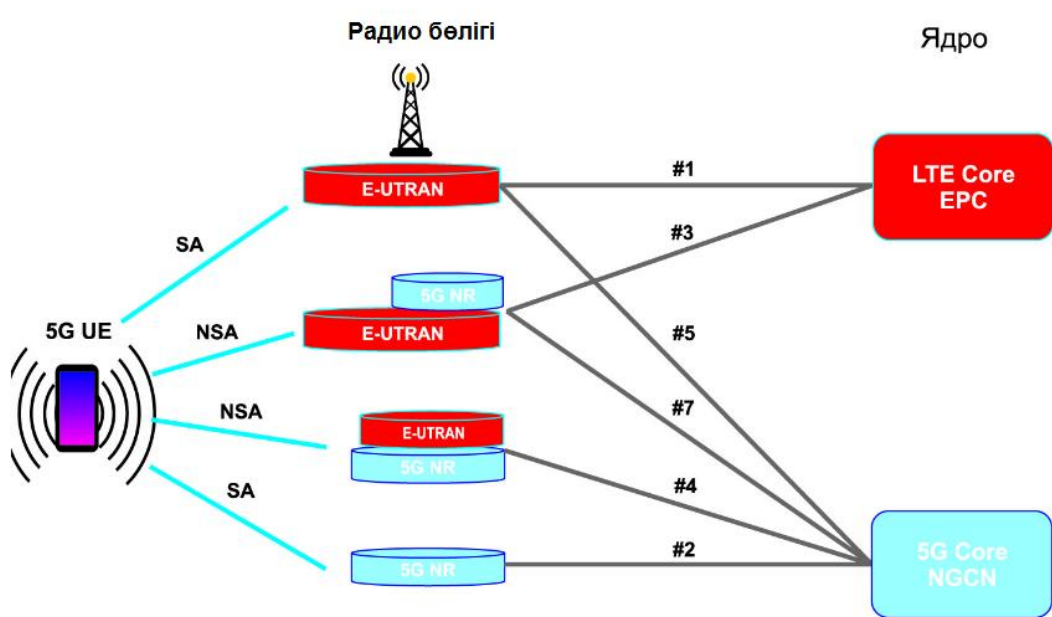 Радио бөлігі
Ядро
E-UTRAN
#1
LTE Core
EPC
SA
#3
5G NR
5G UE
NSA
E-UTRAN
#5
NSA
#7
E-UTRAN
5G NR
#4
SA
#2
5G NR
5G Core
NGCN